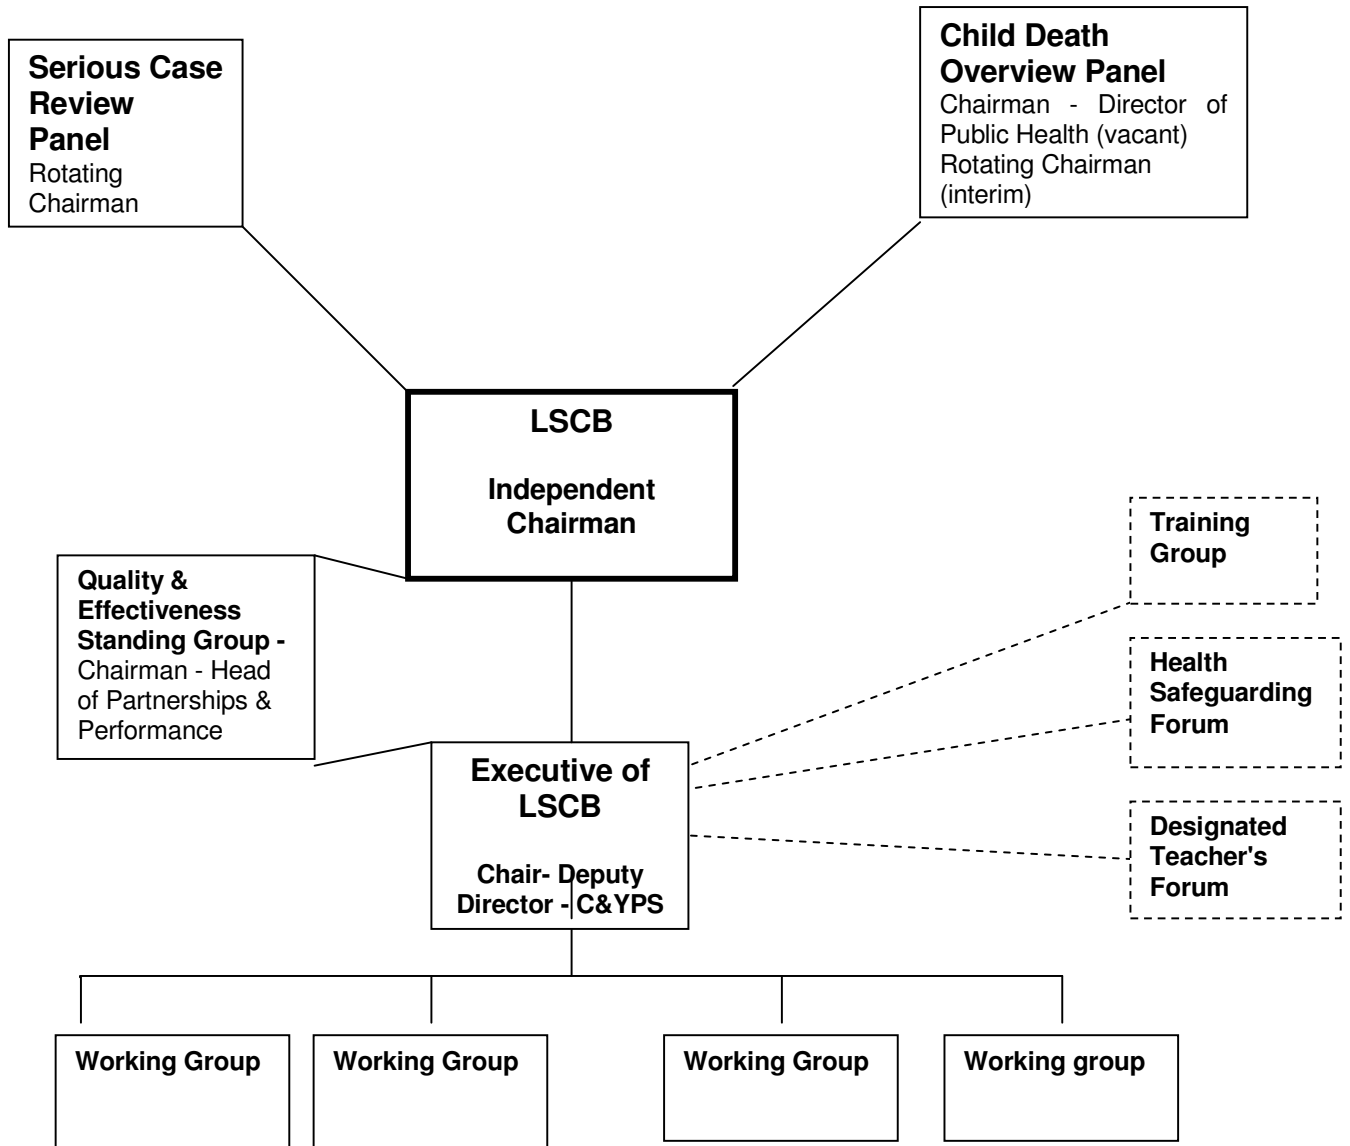 Serious Case
Review
Panel
Rotating
Chairman
Child Death
Overview Panel
Chairman - Director of
Public Health (vacant)
Rotating Chairman
(interim)
LSCB
Independent
Chairman
Quality &
Effectiveness
Standing Group -
Chairman - Head
of Partnerships &
Performance
Training
Group
Health
Safeguarding
Forum
Executive of
LSCB
Chair- Deputy
Director - C&YPS
Designated
Teacher's
Forum
Working Group
Working Group
Working Group
Working group